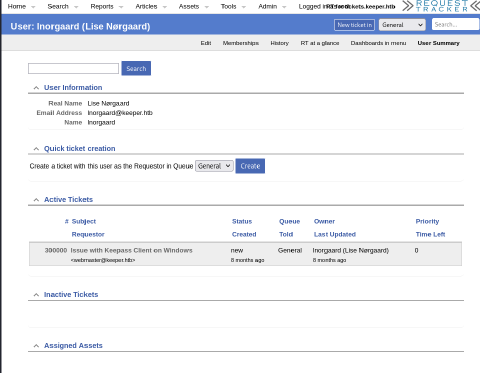 Home Search Reports Articles Assets Tools Admin Logged in
tickets.keeper.htb
REQUEST TRACKER
User: lnorgaard (Lise Nørgaard)
New ticket in General Search...
Edit Memberships History RT at a glance Dashboards in menu User Summary
Search
User Information
Real Name Lise Nørgaard
Email Address lnorgaard@keeper.htb
Name lnorgaard
Quick ticket creation
Create a ticket with this user as the Requestor in Queue General Create
Active Tickets
# Subject Status Queue Owner Priority
Requestor Created Told Last Updated Time Left
300000 Issue with Keepass Client on Windows new General lnorgaard (Lise Nørgaard) 0
<webmaster@keeper.htb> 8 months ago 8 months ago
Inactive Tickets
Assigned Assets